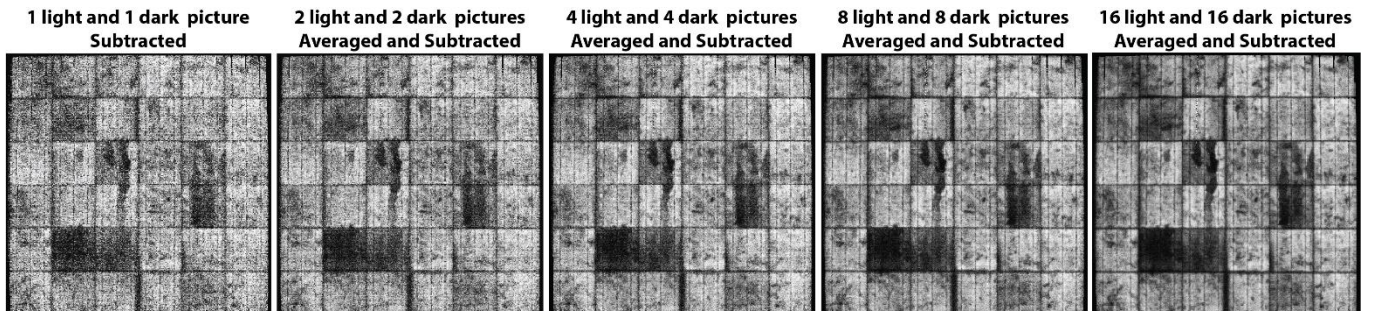 1 light and 1 dark picture
Subtracted
2 light and 2 dark pictures
Averaged and Subtracted
4 light and 4 dark pictures
Averaged and Subtracted
8 light and 8 dark pictures
Averaged and Subtracted
16 light and 16 dark pictures
Averaged and Subtracted